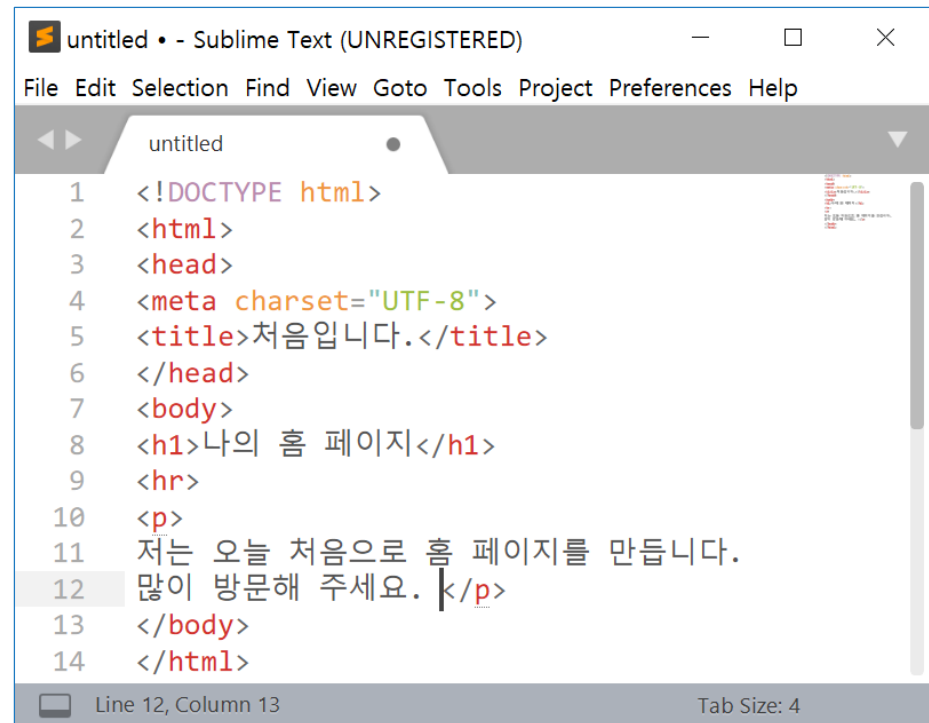 untitled • - Sublime Text (UNREGISTERED)
File Edit Selection Find View Goto Tools Project Preferences Help
untitled
1 <!DOCTYPE html>
2 <html>
3 <head>
4 <meta charset="UTF-8">
5 <title>처음입니다.</title>
6 </head>
7 <body>
8 <h1>나의 홈 페이지</h1>
9 <hr>
10 <p>
11 저는 오늘 처음으로 홈 페이지를 만듭니다.
12 많이 방문해 주세요. </p>
13 </body>
14 </html>
Line 12, Column 13 Tab Size: 4